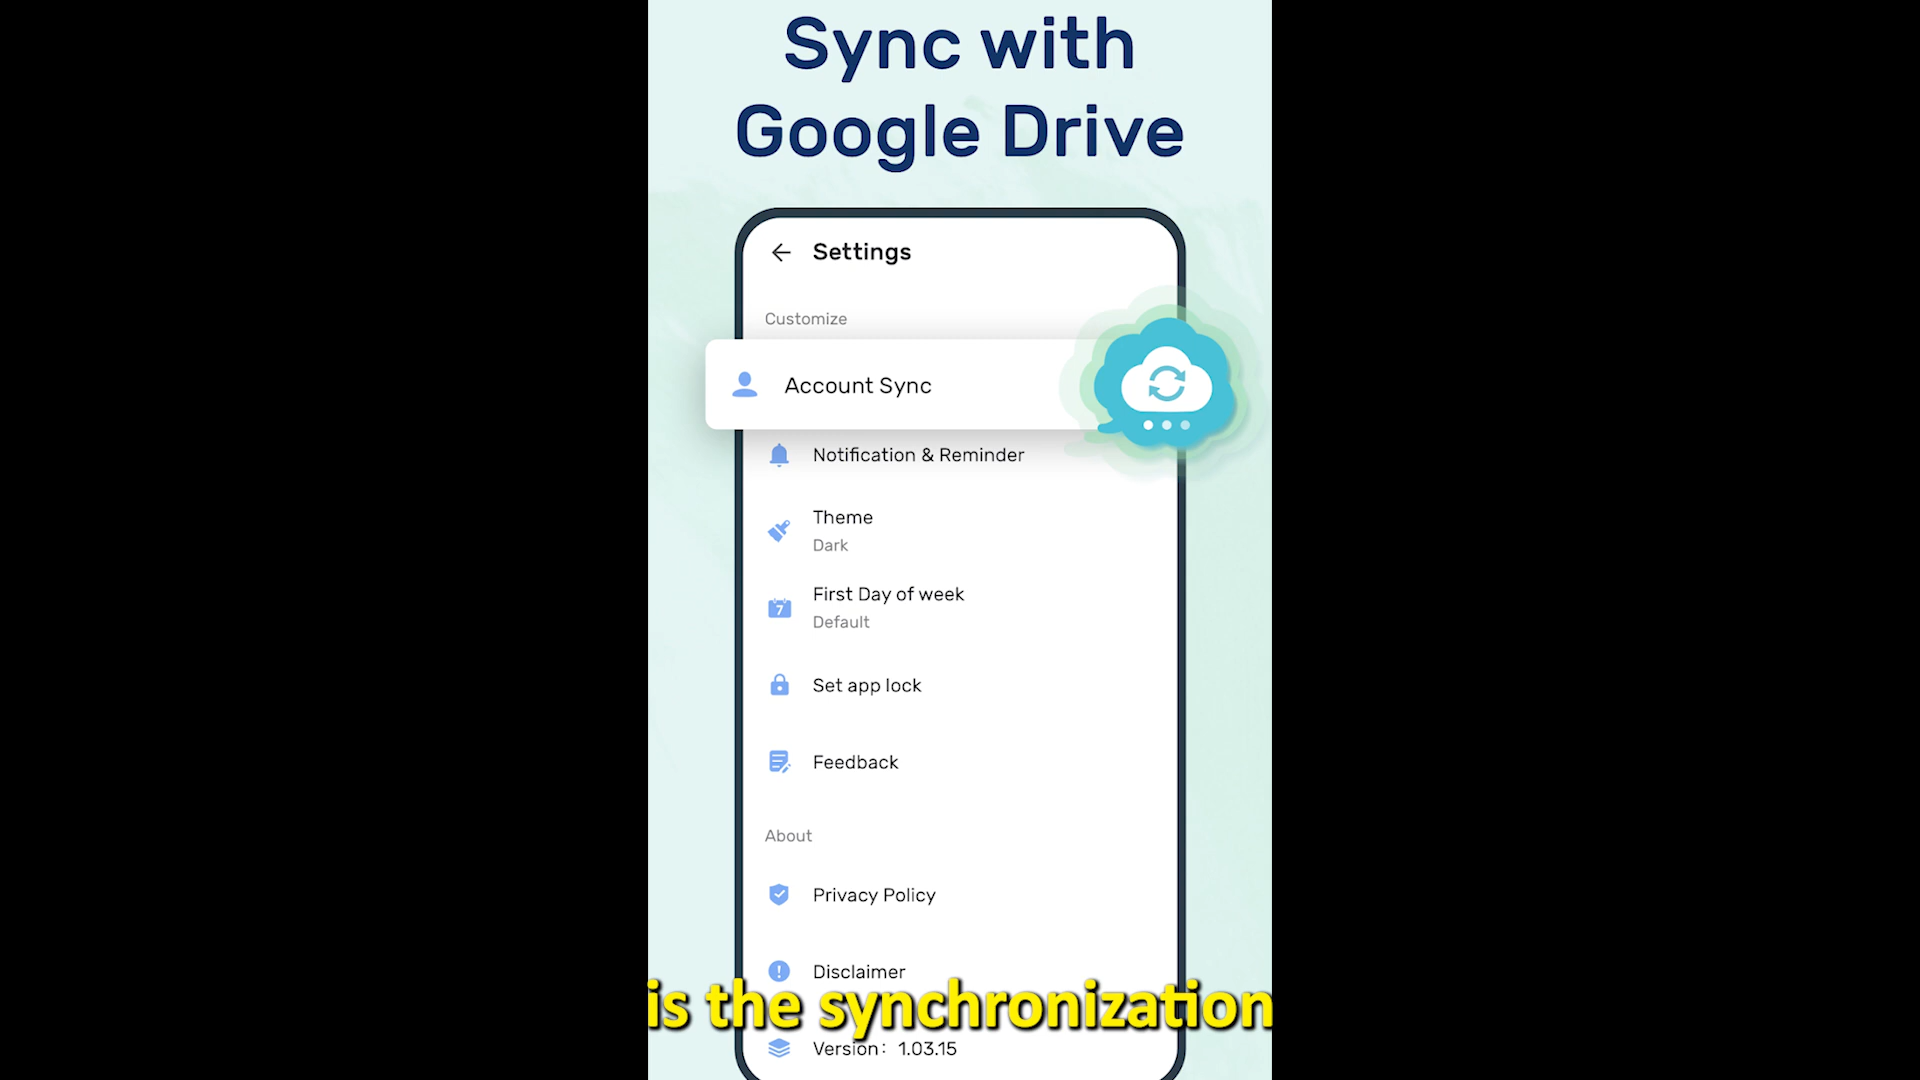 Sync with
Google Drive
Settings
Customize
Account Sync
Notification & Reminder
Theme
Dark
First Day of week
Default
7
Set app lock
Feedback
About
Privacy Policy
Disclaimer
is the synchronization
Version: 1.03.15